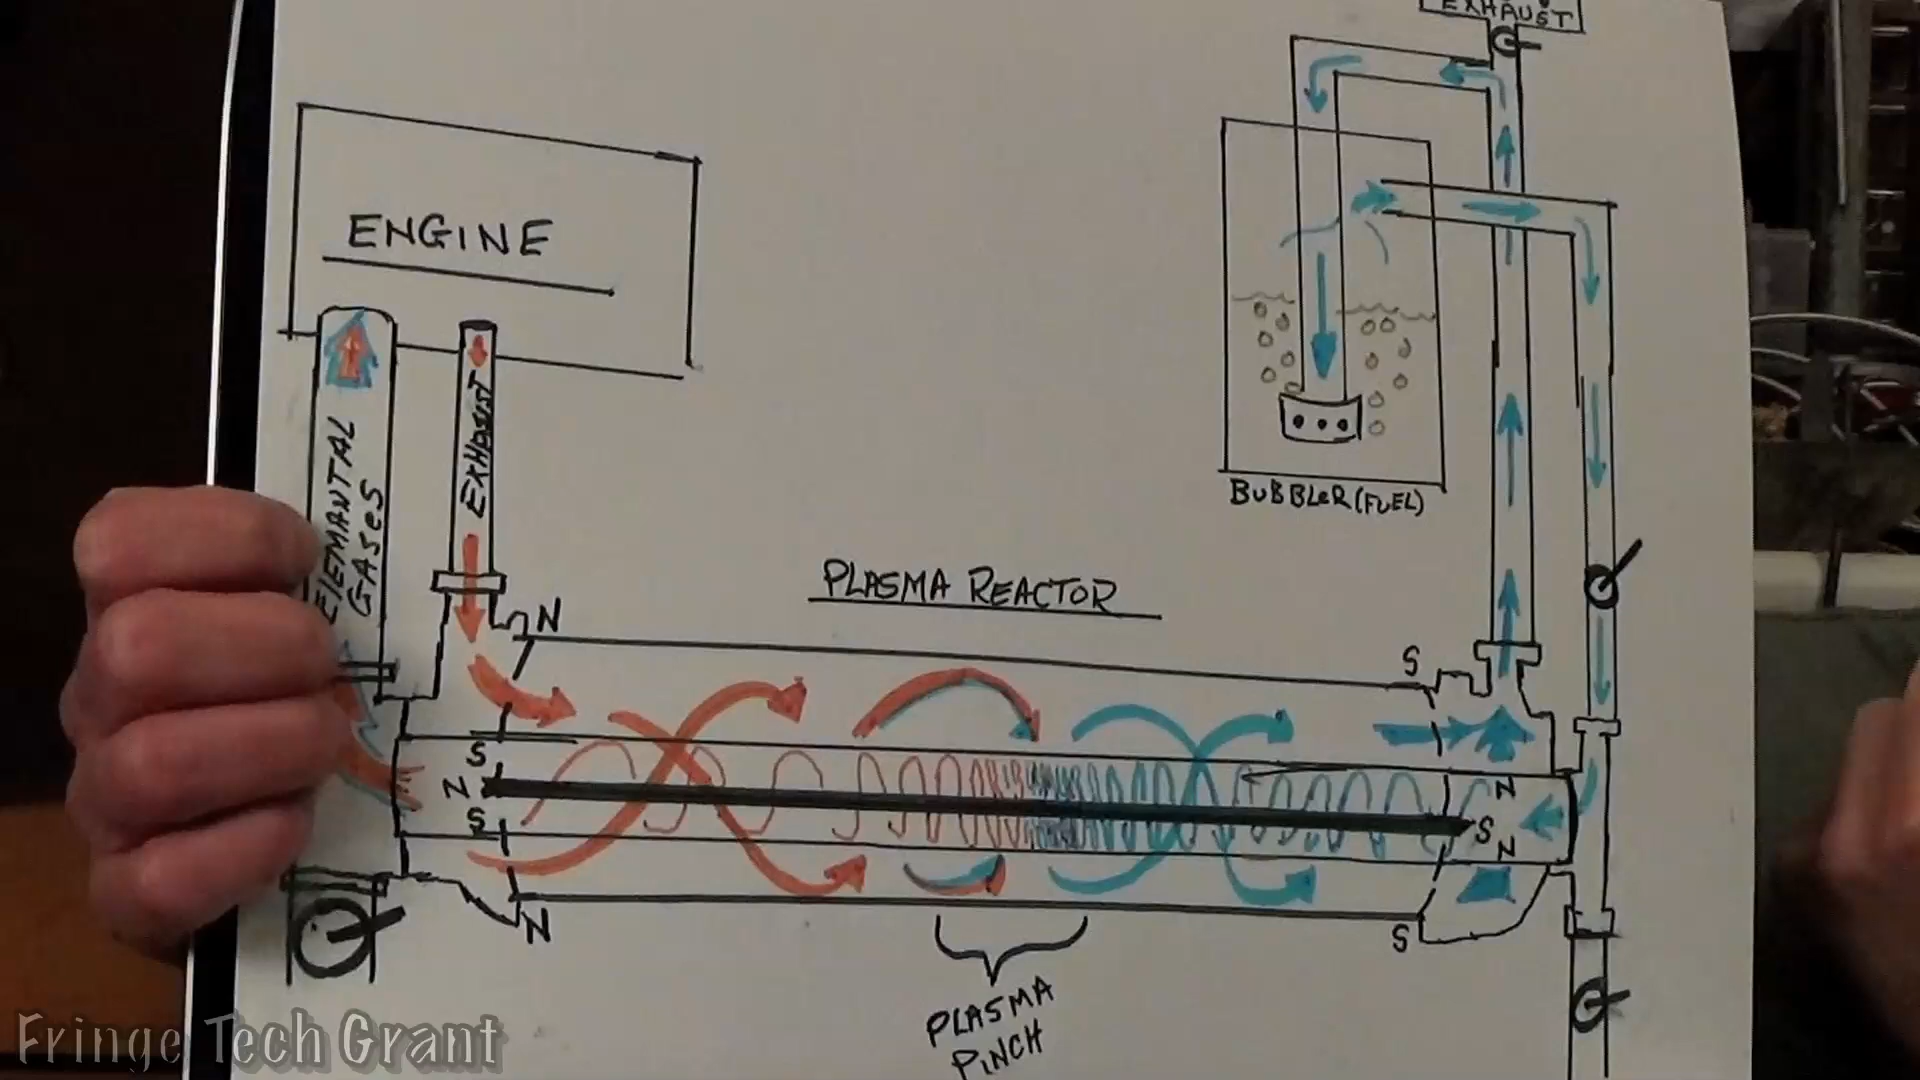 EXHAUST
ENGINE
ElEMANTAL
GASeS
EXHAUST
BUBBLeR (FUEL)
PLASMA REACTOR
N
S
S
N
S
N
S
N
N
S
PLASMA
PINCH
Fringe Tech Grant